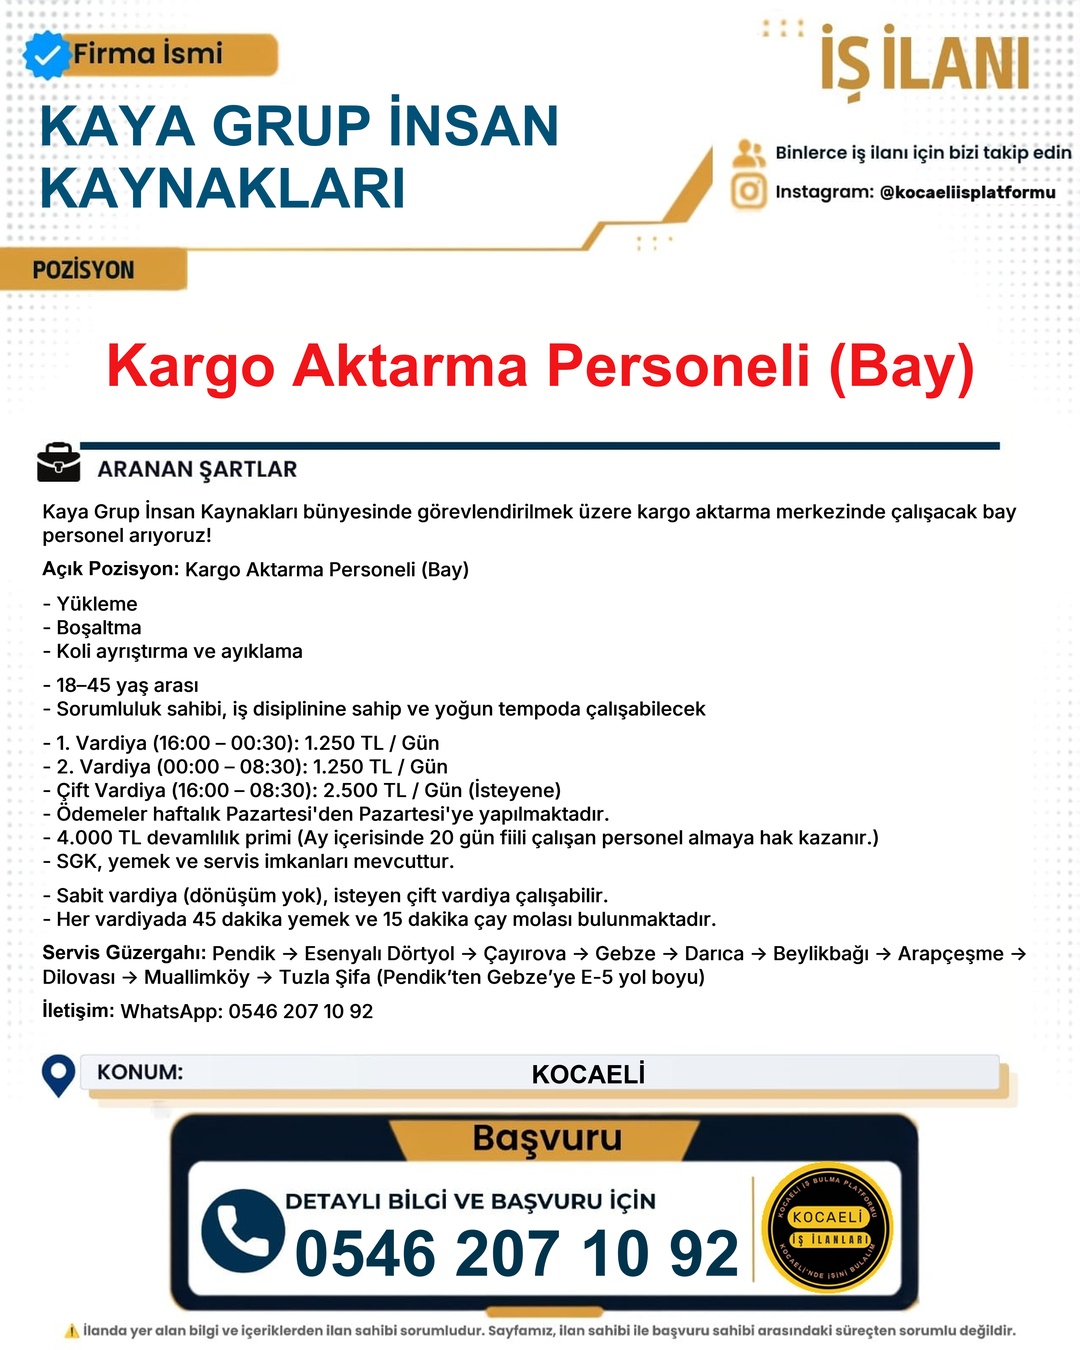 Firma İsmi
İŞ İLANI
KAYA GRUP İNSAN
KAYNAKLARI
Binlerce iş ilanı için bizi takip edin
Instagram: @kocaeliisplatformu
POZİSYON
Kargo Aktarma Personeli (Bay)
ARANAN ŞARTLAR
Kaya Grup İnsan Kaynakları bünyesinde görevlendirilmek üzere kargo aktarma merkezinde çalışacak bay
personel arıyoruz!
Açık Pozisyon: Kargo Aktarma Personeli (Bay)
- Yükleme
- Boşaltma
- Koli ayrıştırma ve ayıklama
- 18–45 yaş arası
- Sorumluluk sahibi, iş disiplinine sahip ve yoğun tempoda çalışabilecek
- 1. Vardiya (16:00 – 00:30): 1.250 TL / Gün
- 2. Vardiya (00:00 – 08:30): 1.250 TL / Gün
- Çift Vardiya (16:00 – 08:30): 2.500 TL / Gün (İsteyene)
- Ödemeler haftalık Pazartesi'den Pazartesi'ye yapılmaktadır.
- 4.000 TL devamlılık primi (Ay içerisinde 20 gün fiili çalışan personel almaya hak kazanır.)
- SGK, yemek ve servis imkanları mevcuttur.
- Sabit vardiya (dönüşüm yok), isteyen çift vardiya çalışabilir.
- Her vardiyada 45 dakika yemek ve 15 dakika çay molası bulunmaktadır.
Servis Güzergahı: Pendik → Esenyalı Dörtyol → Çayırova → Gebze → Darıca → Beylikbağı → Arapçeşme →
Dilovası → Muallimköy → Tuzla Şifa (Pendik’ten Gebze’ye E-5 yol boyu)
İletişim: WhatsApp: 0546 207 10 92
KONUM: KOCAELİ
Başvuru
DETAYLI BİLGİ VE BAŞVURU İÇİN
0546 207 10 92
KOCAELİ İŞ BULMA PLATFORMU
KOCAELİ
İŞ İLANLARI
KOCAELİ'NDE İŞİNİ BULALIM
⚠️ İlanda yer alan bilgi ve içeriklerden ilan sahibi sorumludur. Sayfamız, ilan sahibi ile başvuru sahibi arasındaki süreçten sorumlu değildir.